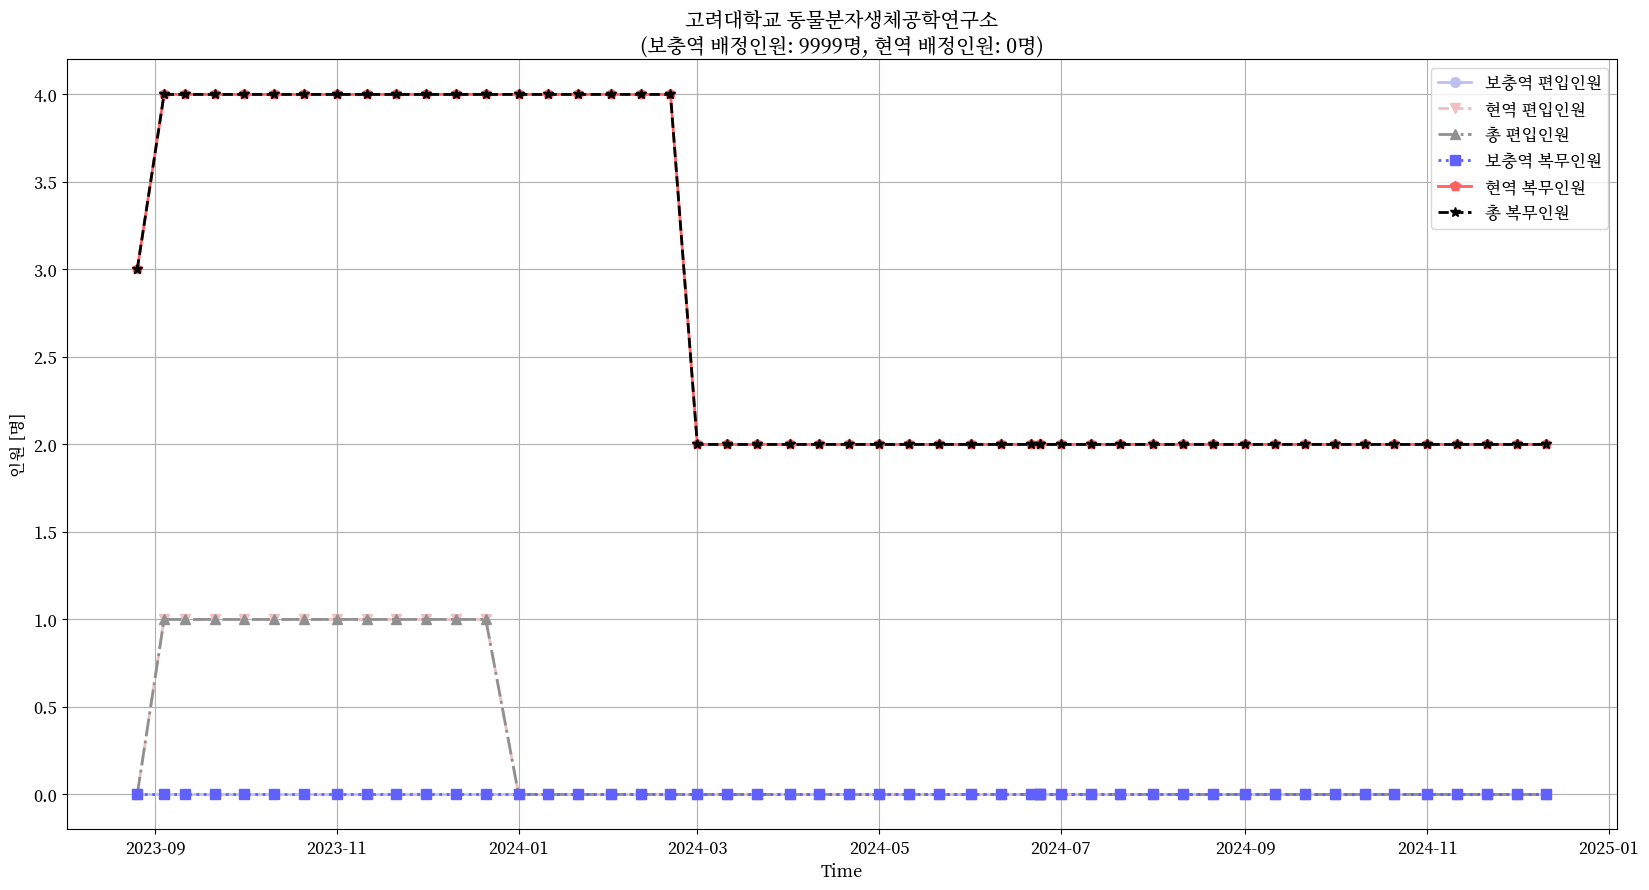 고려대학교 동물분자생체공학연구소
(보충역 배정인원: 9999명, 현역 배정인원: 0명)
보충역 편입인원
현역 편입인원
총 편입인원
보충역 복무인원
현역 복무인원
총 복무인원
4.0
3.5
3.0
2.5
2.0
1.5
1.0
0.5
0.0
인원 [명]
2023-09
2023-11
2024-01
2024-03
2024-05
2024-07
2024-09
2024-11
2025-01
Time